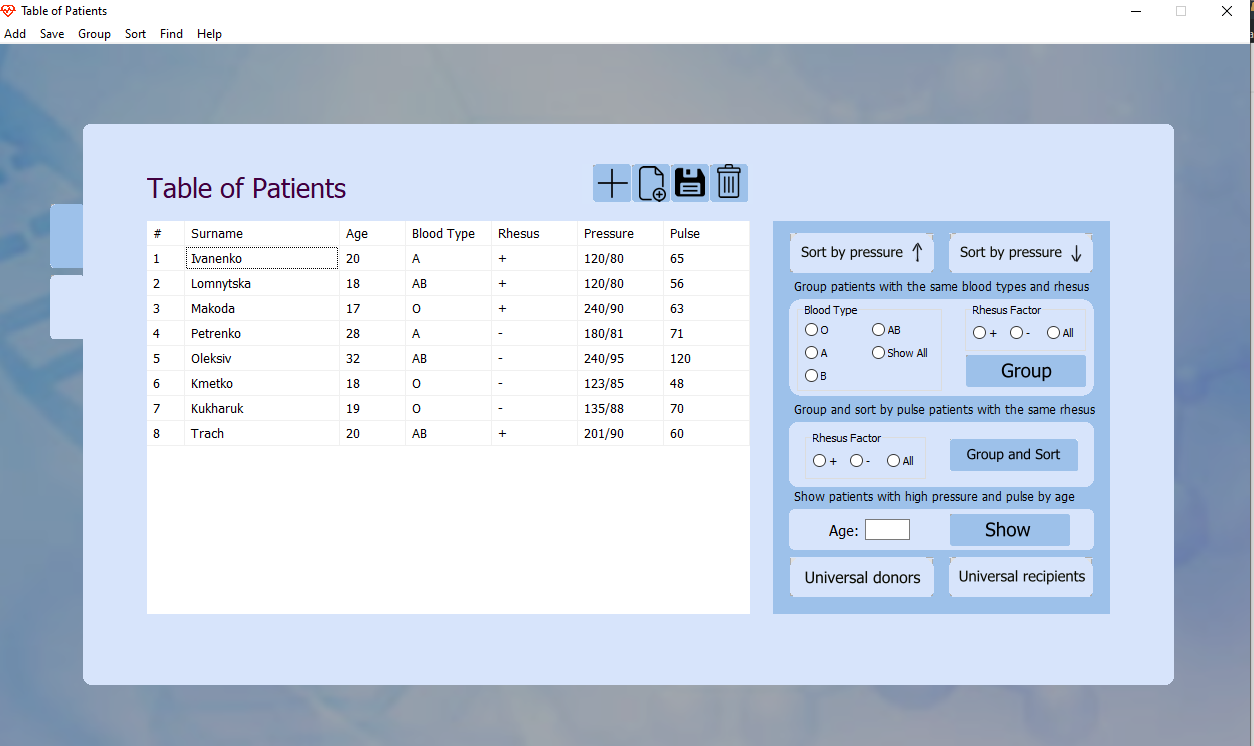 Table of Patients
Add Save Group Sort Find Help
Table of Patients
# Surname Age Blood Type Rhesus Pressure Pulse
1 Ivanenko 20 A + 120/80 65
2 Lomnytska 18 AB + 120/80 56
3 Makoda 17 O + 240/90 63
4 Petrenko 28 A - 180/81 71
5 Oleksiv 32 AB - 240/95 120
6 Kmetko 18 O - 123/85 48
7 Kukharuk 19 O - 135/88 70
8 Trach 20 AB + 201/90 60
Sort by pressure ↑ Sort by pressure ↓
Group patients with the same blood types and rhesus
Blood Type Rhesus Factor
O AB + - All
A Show All
B
Group
Group and sort by pulse patients with the same rhesus
Rhesus Factor
+ - All
Group and Sort
Show patients with high pressure and pulse by age
Age: Show
Universal donors Universal recipients